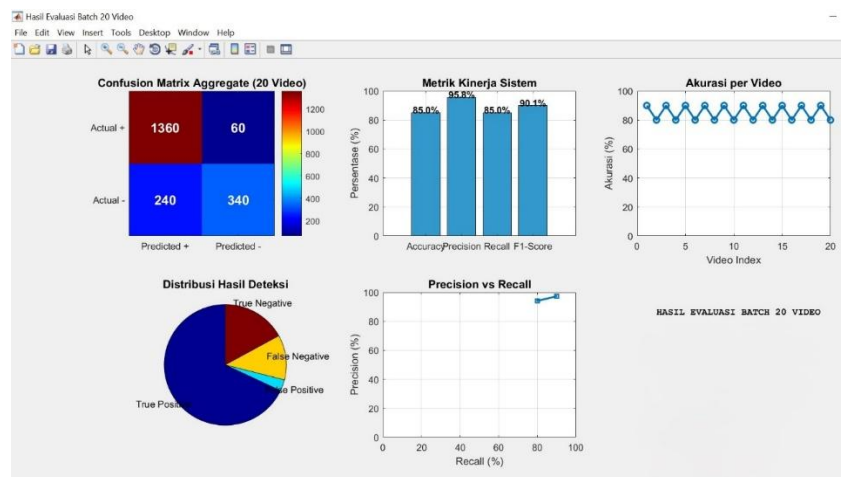 Hasil Evaluasi Batch 20 Video
File Edit View Insert Tools Desktop Window Help
Confusion Matrix Aggregate (20 Video)
Actual +
Actual -
1360
60
240
340
Predicted +
Predicted -
1200
1000
800
600
400
200
Metrik Kinerja Sistem
Persentase (%)
100
80
60
40
20
0
85.0%
95.8%
85.0%
90.1%
Accuracy
Precision
Recall
F1-Score
Akurasi per Video
Akurasi (%)
100
80
60
40
20
0
0
5
10
15
20
Video Index
Distribusi Hasil Deteksi
True Negative
False Negative
Positive
True
Precision vs Recall
Precision (%)
100
80
60
40
20
0
0
20
40
60
80
100
Recall (%)
HASIL EVALUASI BATCH 20 VIDEO